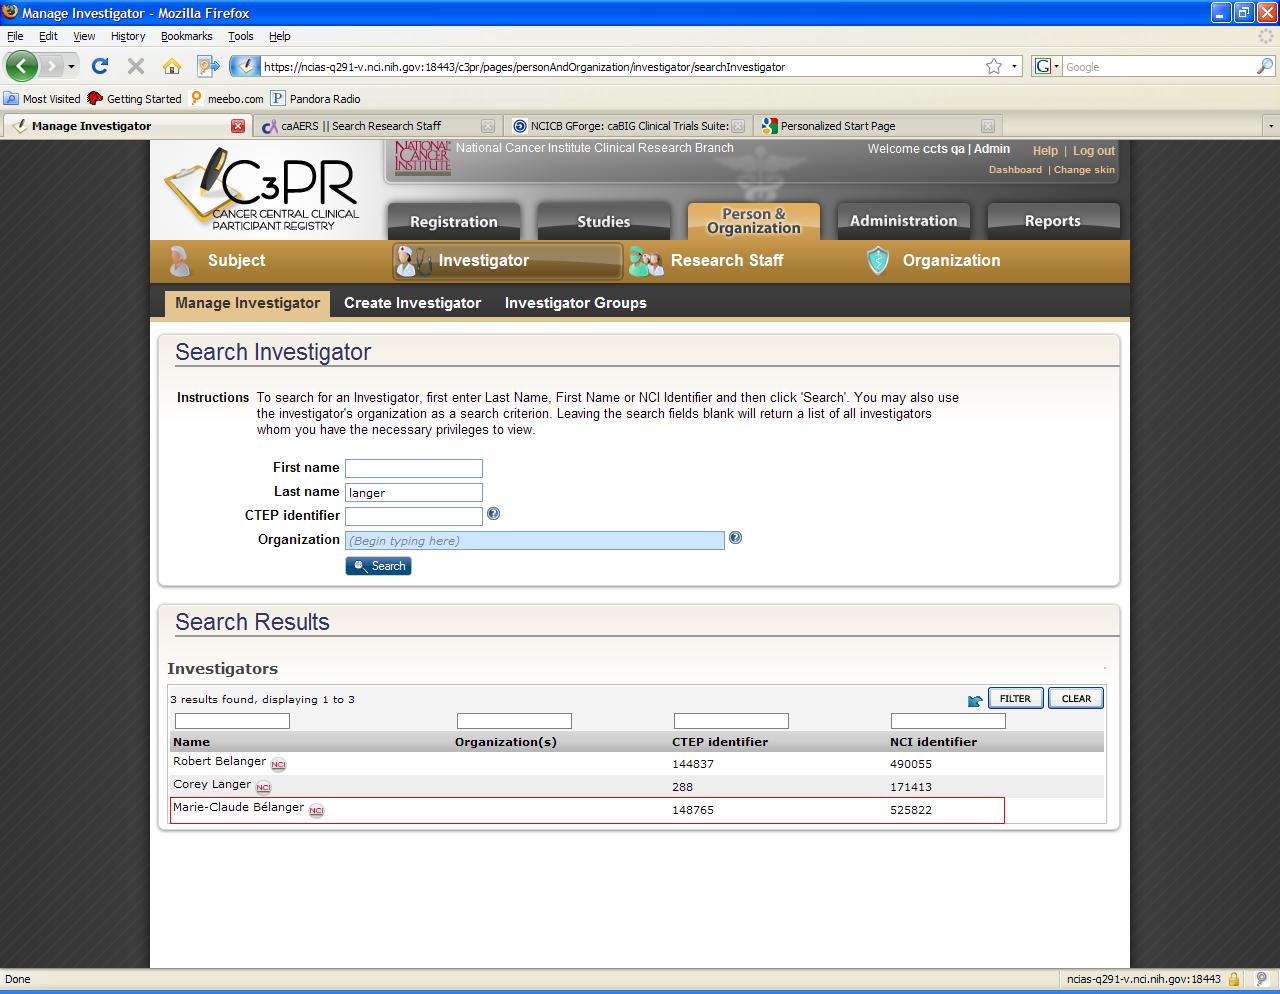 Manage Investigator - Mozilla Firefox
File Edit View History Bookmarks Tools Help
https://ncias-q291-v.nci.nih.gov:18443/c3pr/pages/personAndOrganization/investigator/searchInvestigator
G Google
Most Visited Getting Started meebo.com P Pandora Radio
Manage Investigator caAERS || Search Research Staff NCICB GForge: caBIG Clinical Trials Suite: Personalized Start Page
NATIONAL CANCER INSTITUTE
National Cancer Institute Clinical Research Branch
Welcome ccts qa | Admin Help | Log out
Dashboard | Change skin
C3PR
CANCER CENTRAL CLINICAL
PARTICIPANT REGISTRY
Registration Studies Person & Organization Administration Reports
Subject Investigator Research Staff Organization
Manage Investigator Create Investigator Investigator Groups
Search Investigator
Instructions To search for an Investigator, first enter Last Name, First Name or NCI Identifier and then click 'Search'. You may also use
the investigator's organization as a search criterion. Leaving the search fields blank will return a list of all investigators
whom you have the necessary privileges to view.
First name
Last name langer
CTEP identifier ?
Organization (Begin typing here) ?
Search
Search Results
Investigators
3 results found, displaying 1 to 3 FILTER CLEAR
Name Organization(s) CTEP identifier NCI identifier
Robert Belanger NCI 144837 490055
Corey Langer NCI 288 171413
Marie-Claude Bélanger NCI 148765 525822
Done ncias-q291-v.nci.nih.gov:18443